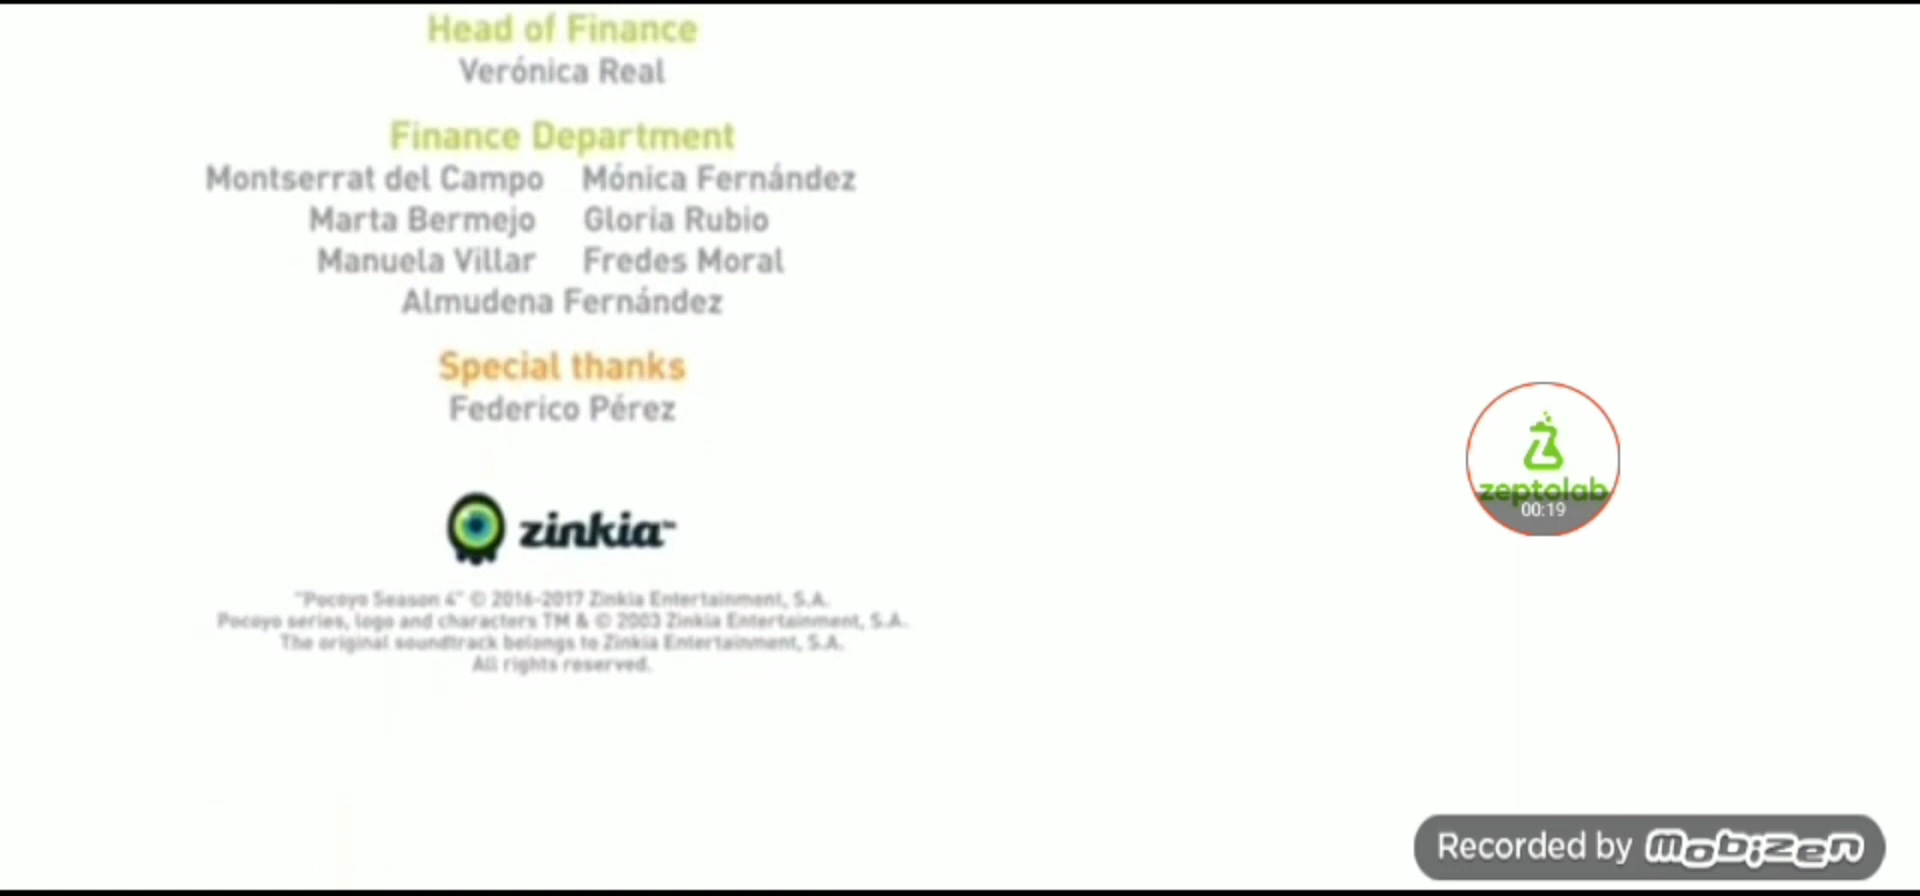 Head of Finance
Verónica Real
Finance Department
Montserrat del Campo Mónica Fernández
Marta Bermejo Gloria Rubio
Manuela Villar Fredes Moral
Almudena Fernández
Special thanks
Federico Pérez
zinkia™
"Pocoyo Season 4" © 2016-2017 Zinkia Entertainment, S.A.
Pocoyo series, logo and characters TM & © 2003 Zinkia Entertainment, S.A.
The original soundtrack belongs to Zinkia Entertainment, S.A.
All rights reserved.
zeptolab
00:19
Recorded by mobizen